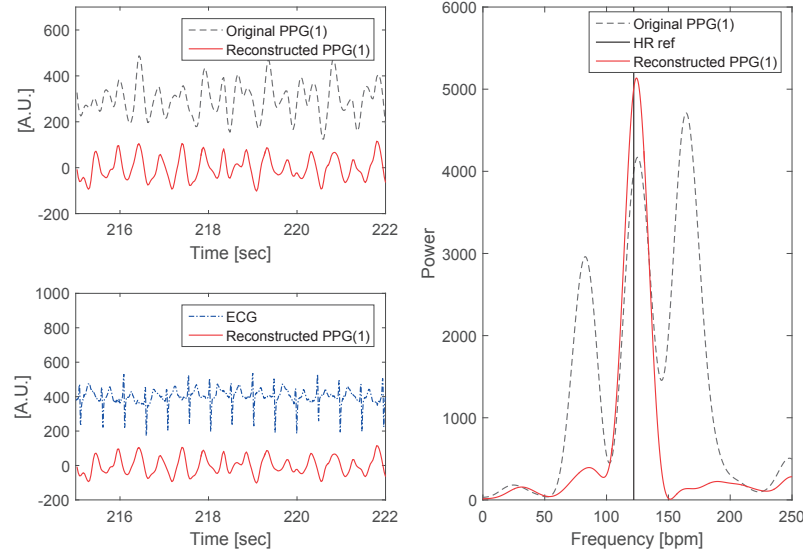 [A.U.]
600
400
200
0
-200
Original PPG(1)
Reconstructed PPG(1)
216
218
220
222
Time [sec]
[A.U.]
1000
800
600
400
200
0
-200
ECG
Reconstructed PPG(1)
216
218
220
222
Time [sec]
Power
6000
5000
4000
3000
2000
1000
0
Original PPG(1)
HR ref
Reconstructed PPG(1)
0
50
100
150
200
250
Frequency [bpm]